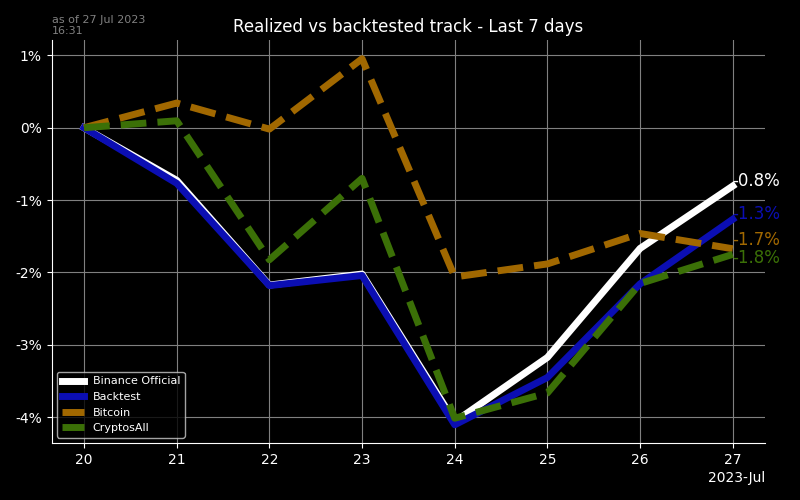 as of 27 Jul 2023
16:31
Realized vs backtested track - Last 7 days
1%
0%
-1%
-2%
-3%
-4%
-0.8%
-1.3%
-1.7%
-1.8%
Binance Official
Backtest
Bitcoin
CryptosAll
20 21 22 23 24 25 26 27
2023-Jul